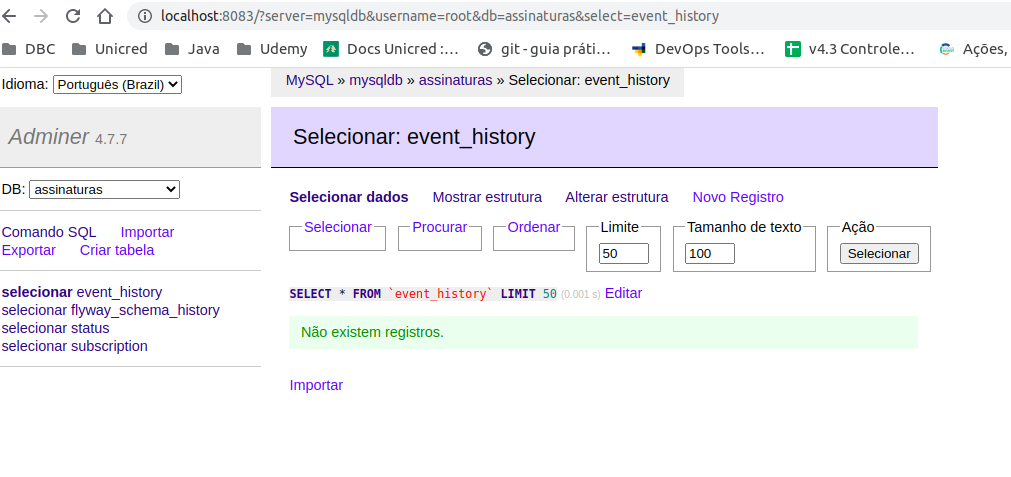 localhost:8083/?server=mysqldb&username=root&db=assinaturas&select=event_history
DBC Unicred Java Udemy Docs Unicred :… git - guia práti… DevOps Tools… v4.3 Controle… Ações,
Idioma: Português (Brazil)
MySQL » mysqldb » assinaturas » Selecionar: event_history
Adminer 4.7.7
Selecionar: event_history
DB: assinaturas
Selecionar dados Mostrar estrutura Alterar estrutura Novo Registro
Comando SQL Importar
Exportar Criar tabela
Selecionar Procurar Ordenar Limite Tamanho de texto Ação
50 100 Selecionar
selecionar event_history
selecionar flyway_schema_history
selecionar status
selecionar subscription
SELECT * FROM `event_history` LIMIT 50 (0.001 s) Editar
Não existem registros.
Importar